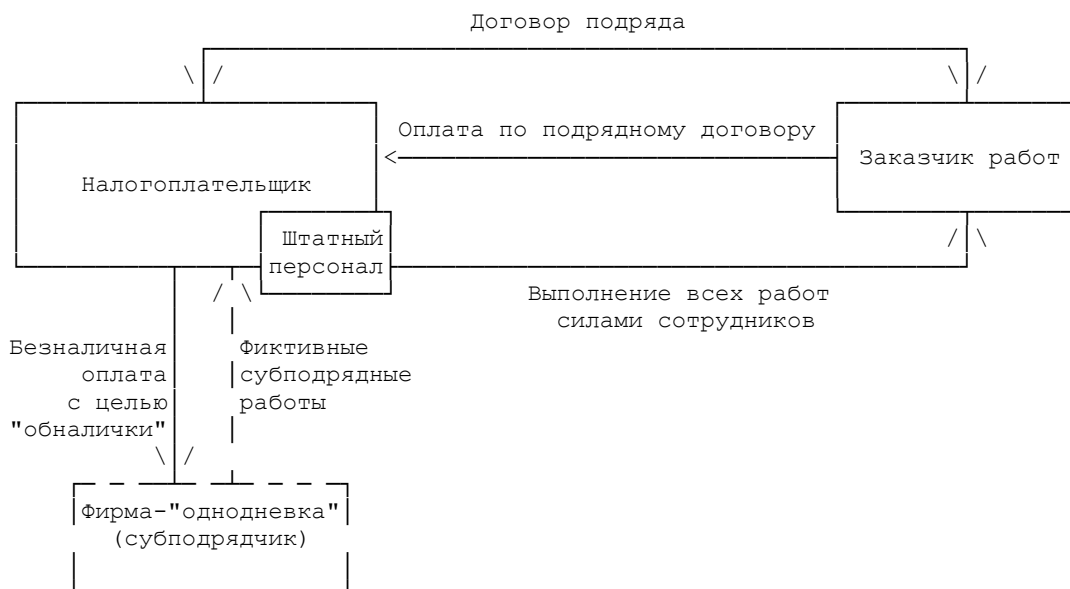 Договор подряда
Оплата по подрядному договору
Заказчик работ
Налогоплательщик
Штатный
персонал
Выполнение всех работ
силами сотрудников
Безналичная
оплата
с целью
"обналички"
Фиктивные
субподрядные
работы
Фирма-"однодневка"
(субподрядчик)